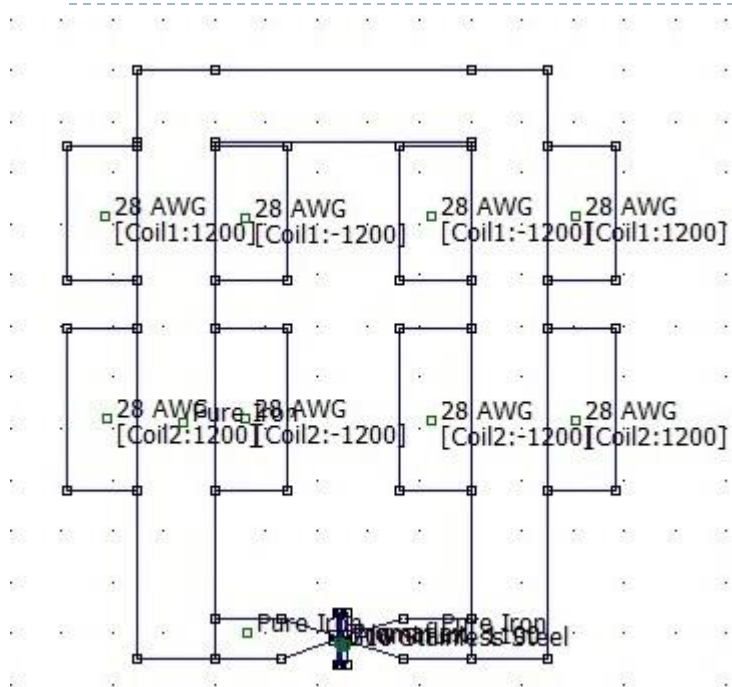 28 AWG
[Coil1:1200]
28 AWG
[Coil1:-1200]
28 AWG
[Coil1:-1200]
28 AWG
[Coil1:1200]
28 AWG
[Coil2:1200]
Pure Iron
28 AWG
[Coil2:-1200]
28 AWG
[Coil2:-1200]
28 AWG
[Coil2:1200]
Pure Iron
Pure Iron
Stainless Steel